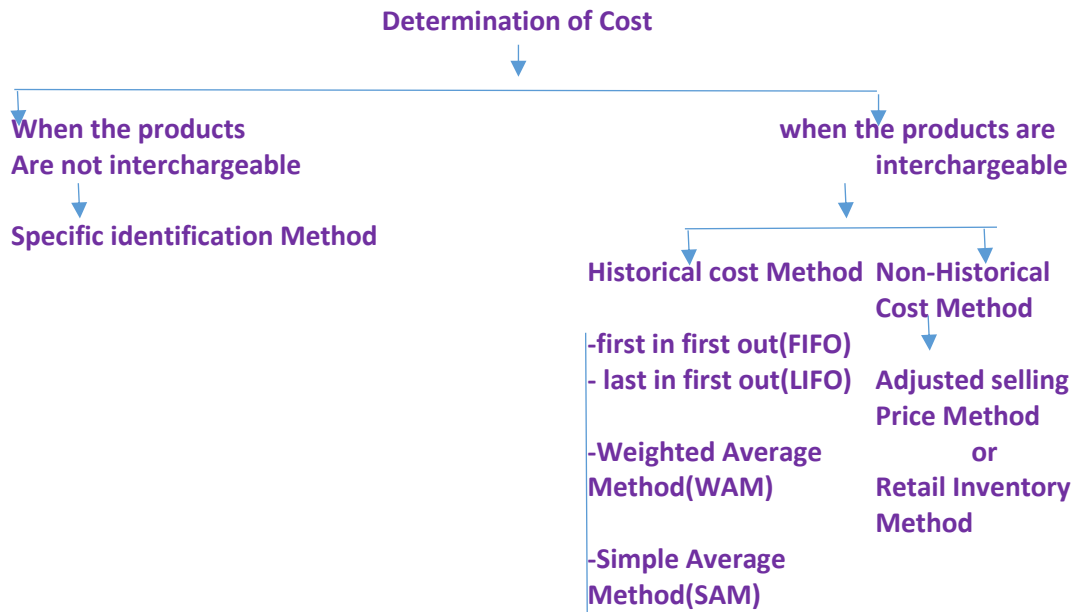 Determination of Cost
When the products
Are not interchargeable
Specific identification Method
when the products are
interchargeable
Historical cost Method
-first in first out(FIFO)
- last in first out(LIFO)
-Weighted Average
Method(WAM)
-Simple Average
Method(SAM)
Non-Historical
Cost Method
Adjusted selling
Price Method
or
Retail Inventory
Method